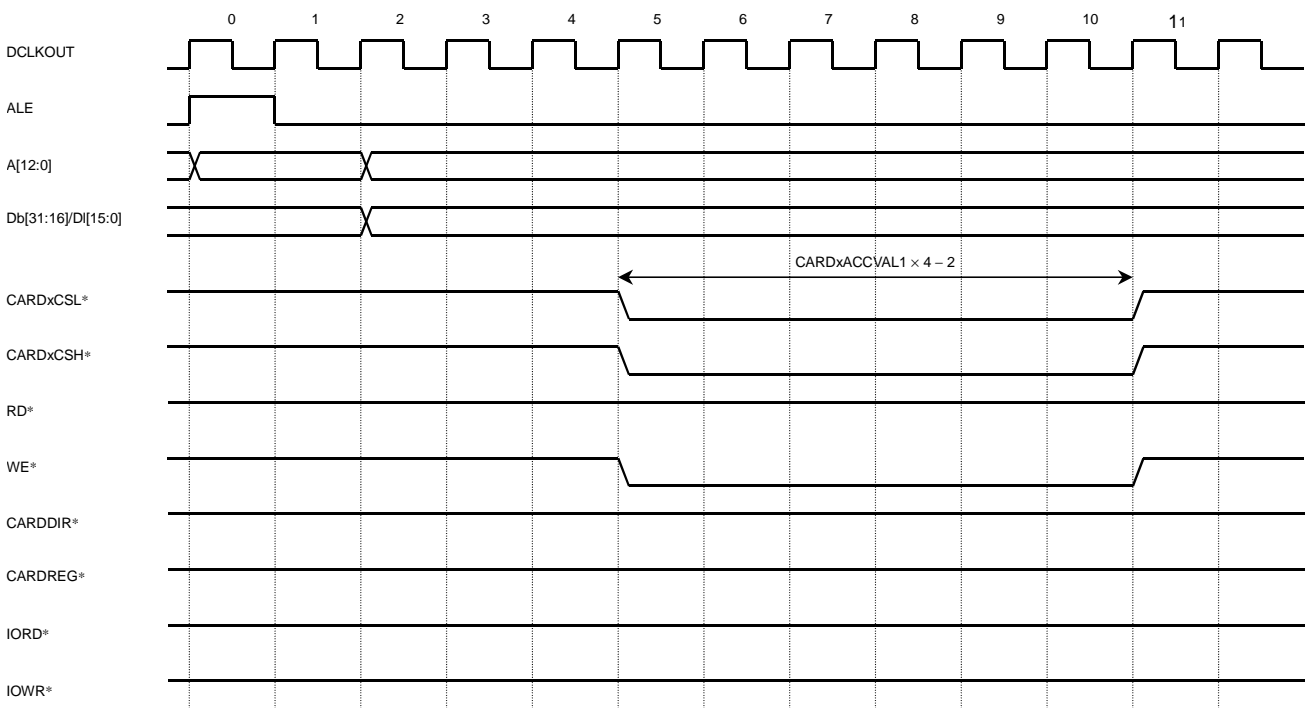 0 1 2 3 4 5 6 7 8 9 10 11
DCLKOUT
ALE
A[12:0]
Db[31:16]/Dl[15:0]
CARDxACCVAL1 × 4 – 2
CARDxCSL*
CARDxCSH*
RD*
WE*
CARDDIR*
CARDREG*
IORD*
IOWR*